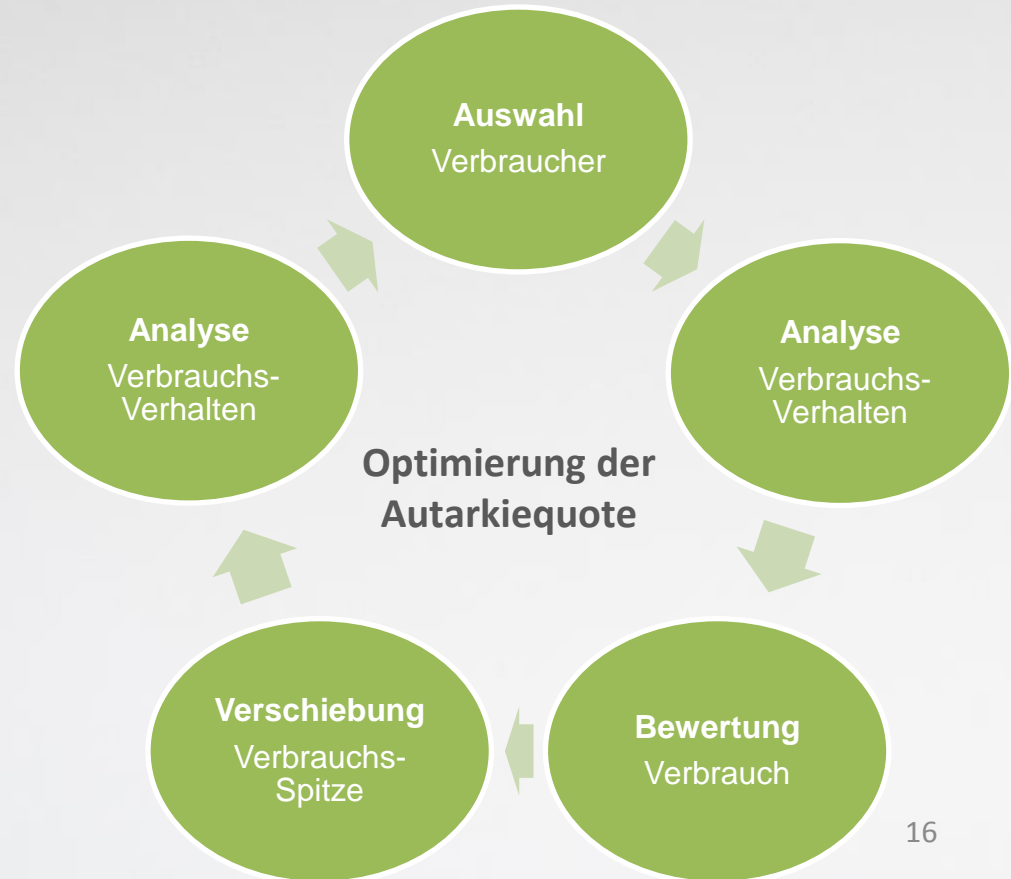 Auswahl
Verbraucher
Analyse
Verbrauchs-
Verhalten
Analyse
Verbrauchs-
Verhalten
Optimierung der
Autarkiequote
Verschiebung
Verbrauchs-
Spitze
Bewertung
Verbrauch
16